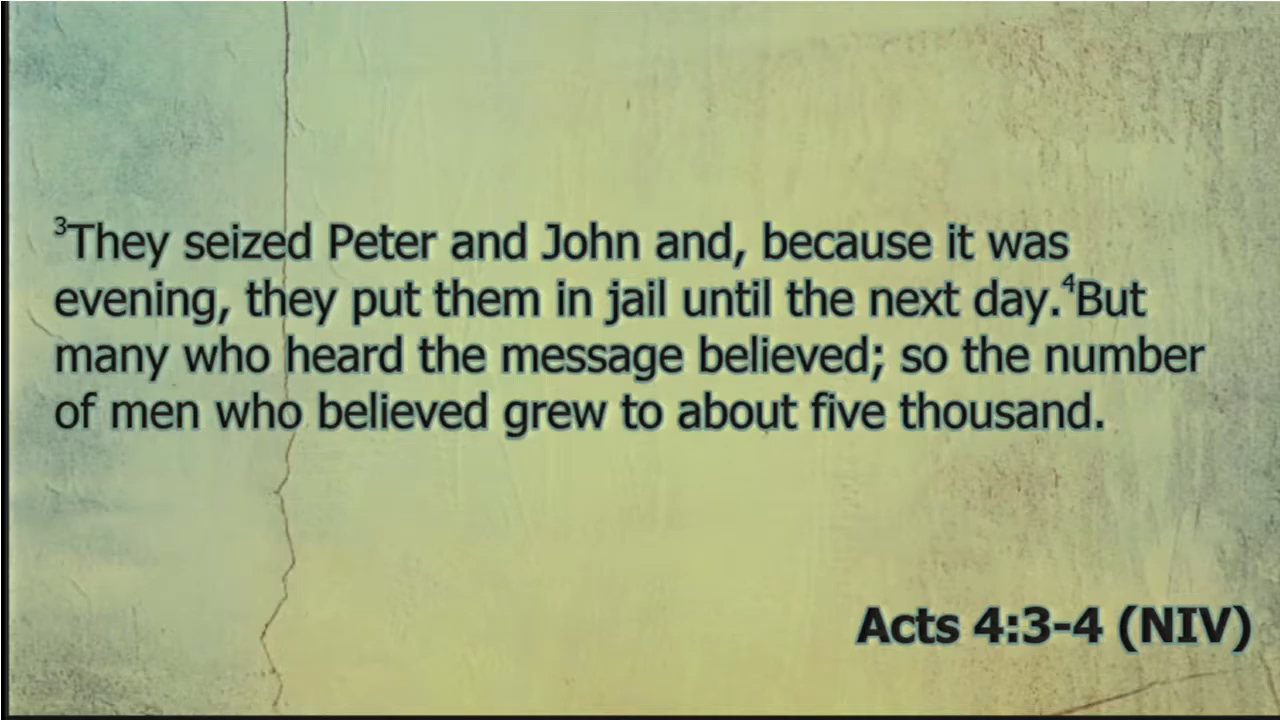 ³They seized Peter and John and, because it was
evening, they put them in jail until the next day.⁴But
many who heard the message believed; so the number
of men who believed grew to about five thousand.
Acts 4:3-4 (NIV)